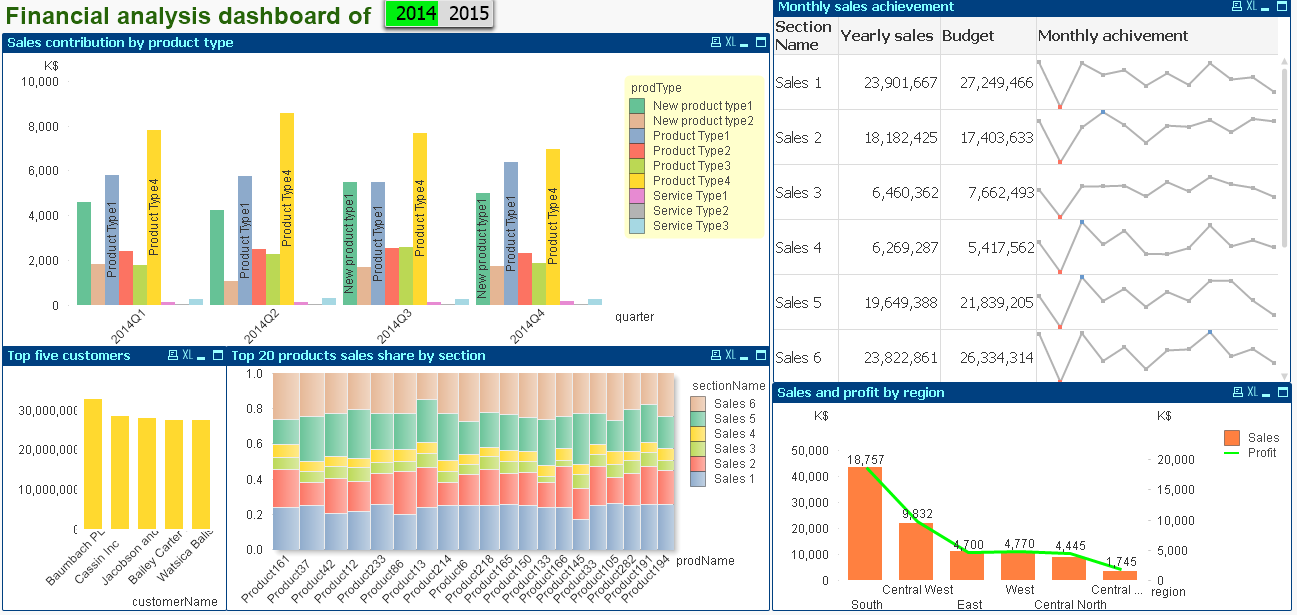 Financial analysis dashboard of 2014 2015
Sales contribution by product type XL
K$
10,000
8,000
6,000
4,000
2,000
0
Product Type1
Product Type4
Product Type1
Product Type4
New product type1
Product Type1
Product Type4
New product type1
Product Type1
Product Type4
2014Q1
2014Q2
2014Q3
2014Q4
quarter
prodType
New product type1
New product type2
Product Type1
Product Type2
Product Type3
Product Type4
Service Type1
Service Type2
Service Type3
Monthly sales achievement XL
Section Name Yearly sales Budget Monthly achivement
Sales 1 23,901,667 27,249,466
Sales 2 18,182,425 17,403,633
Sales 3 6,460,362 7,662,493
Sales 4 6,269,287 5,417,562
Sales 5 19,649,388 21,839,205
Sales 6 23,822,861 26,334,314
Top five customers XL
30,000,000
20,000,000
10,000,000
Baumbach PL
Cassin Inc
Jacobson and
Bailey Carter
Watsica Balis
customerName
Top 20 products sales share by section XL
1.0
0.8
0.6
0.4
0.2
0.0
Product161
Product37
Product42
Product12
Product233
Product86
Product13
Product214
Product6
Product218
Product165
Product150
Product133
Product166
Product145
Product33
Product105
Product282
Product191
Product194
prodName
sectionName
Sales 6
Sales 5
Sales 4
Sales 3
Sales 2
Sales 1
Sales and profit by region XL
K$
K$
50,000
40,000
30,000
20,000
10,000
0
18,757
9,832
4,700
4,770
4,445
1,745
20,000
15,000
10,000
5,000
0
Sales
Profit
South
Central West
East
West
Central North
Central ...
region